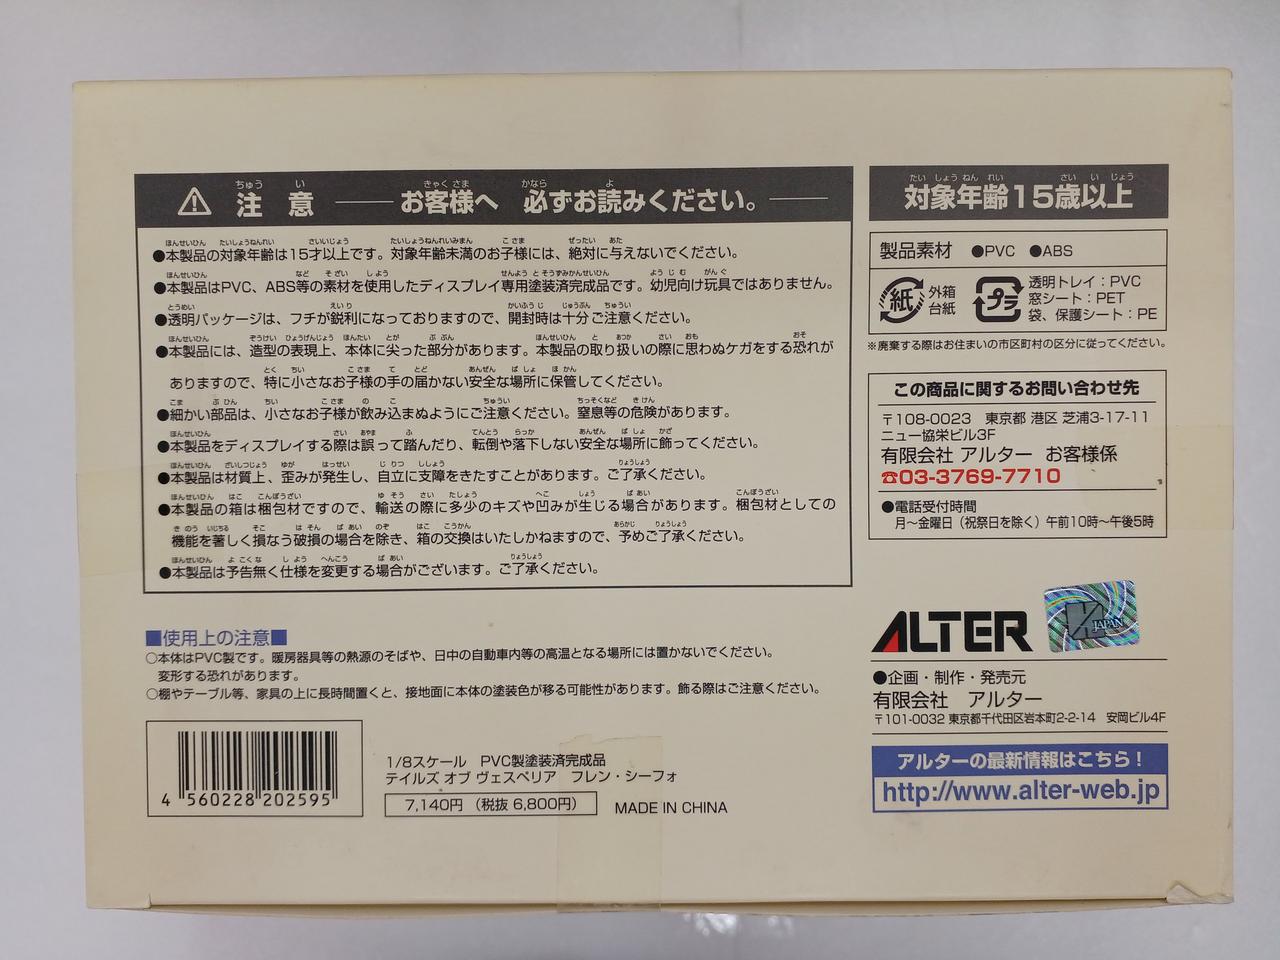 注意 お客様へ 必ずお読みください。
●本製品の対象年齢は15才以上です。対象年齢未満のお子様には、絶対に与えないでください。
●本製品はPVC、ABS等の素材を使用したディスプレイ専用塗装済完成品です。幼児向け玩具ではありません。
●透明パッケージは、フチが鋭利になっておりますので、開封時は十分ご注意ください。
●本製品には、造型の表現上、本体に尖った部分があります。本製品の取り扱いの際に思わぬケガをする恐れが
ありますので、特に小さなお子様の手の届かない安全な場所に保管してください。
●細かい部品は、小さなお子様が飲み込まぬようにご注意ください。窒息等の危険があります。
●本製品をディスプレイする際は誤って踏んだり、転倒や落下しない安全な場所に飾ってください。
●本製品は材質上、歪みが発生し、自立に支障をきたすことがあります。ご了承ください。
●本製品の箱は梱包材ですので、輸送の際に多少のキズや凹みが生じる場合があります。梱包材としての
機能を著しく損なう破損の場合を除き、箱の交換はいたしかねますので、予めご了承ください。
●本製品は予告無く仕様を変更する場合がございます。ご了承ください。
■使用上の注意■
○本体はPVC製です。暖房器具等の熱源のそばや、日中の自動車内等の高温となる場所には置かないでください。
変形する恐れがあります。
○棚やテーブル等、家具の上に長時間置くと、接地面に本体の塗装色が移る可能性があります。飾る際はご注意ください。
4 560228 202595
1/8スケール PVC製塗装済完成品
テイルズ オブ ヴェスペリア フレン・シーフォ
7,140円（税抜 6,800円）
MADE IN CHINA
対象年齢15歳以上
製品素材 ●PVC ●ABS
紙 外箱
台紙
プラ 透明トレイ：PVC
窓シート：PET
袋、保護シート：PE
※廃棄する際はお住まいの市区町村の区分に従ってください。
この商品に関するお問い合わせ先
〒108-0023 東京都 港区 芝浦3-17-11
ニュー協栄ビル3F
有限会社 アルター お客様係
☎03-3769-7710
●電話受付時間
月〜金曜日（祝祭日を除く）午前10時〜午後5時
ALTER
JAPAN
●企画・制作・発売元
有限会社 アルター
〒101-0032 東京都千代田区岩本町2-2-14 安岡ビル4F
アルターの最新情報はこちら！
http://www.alter-web.jp